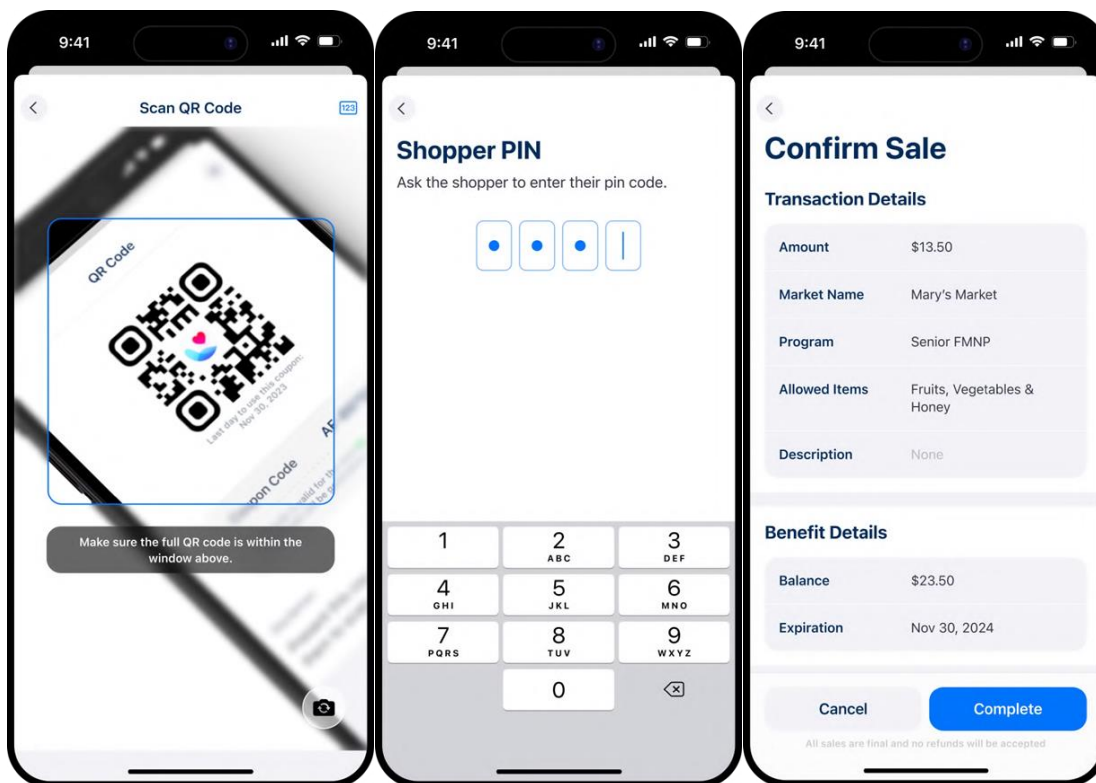 9:41
Scan QR Code
123
QR Code
Last day to use this coupon:
Nov 30, 2023
Make sure the full QR code is within the
window above.
9:41
Shopper PIN
Ask the shopper to enter their pin code.
1
2
ABC
3
DEF
4
GHI
5
JKL
6
MNO
7
PQRS
8
TUV
9
WXYZ
0
9:41
Confirm Sale
Transaction Details
Amount $13.50
Market Name Mary's Market
Program Senior FMNP
Allowed Items Fruits, Vegetables &
Honey
Description None
Benefit Details
Balance $23.50
Expiration Nov 30, 2024
Cancel Complete
All sales are final and no refunds will be accepted